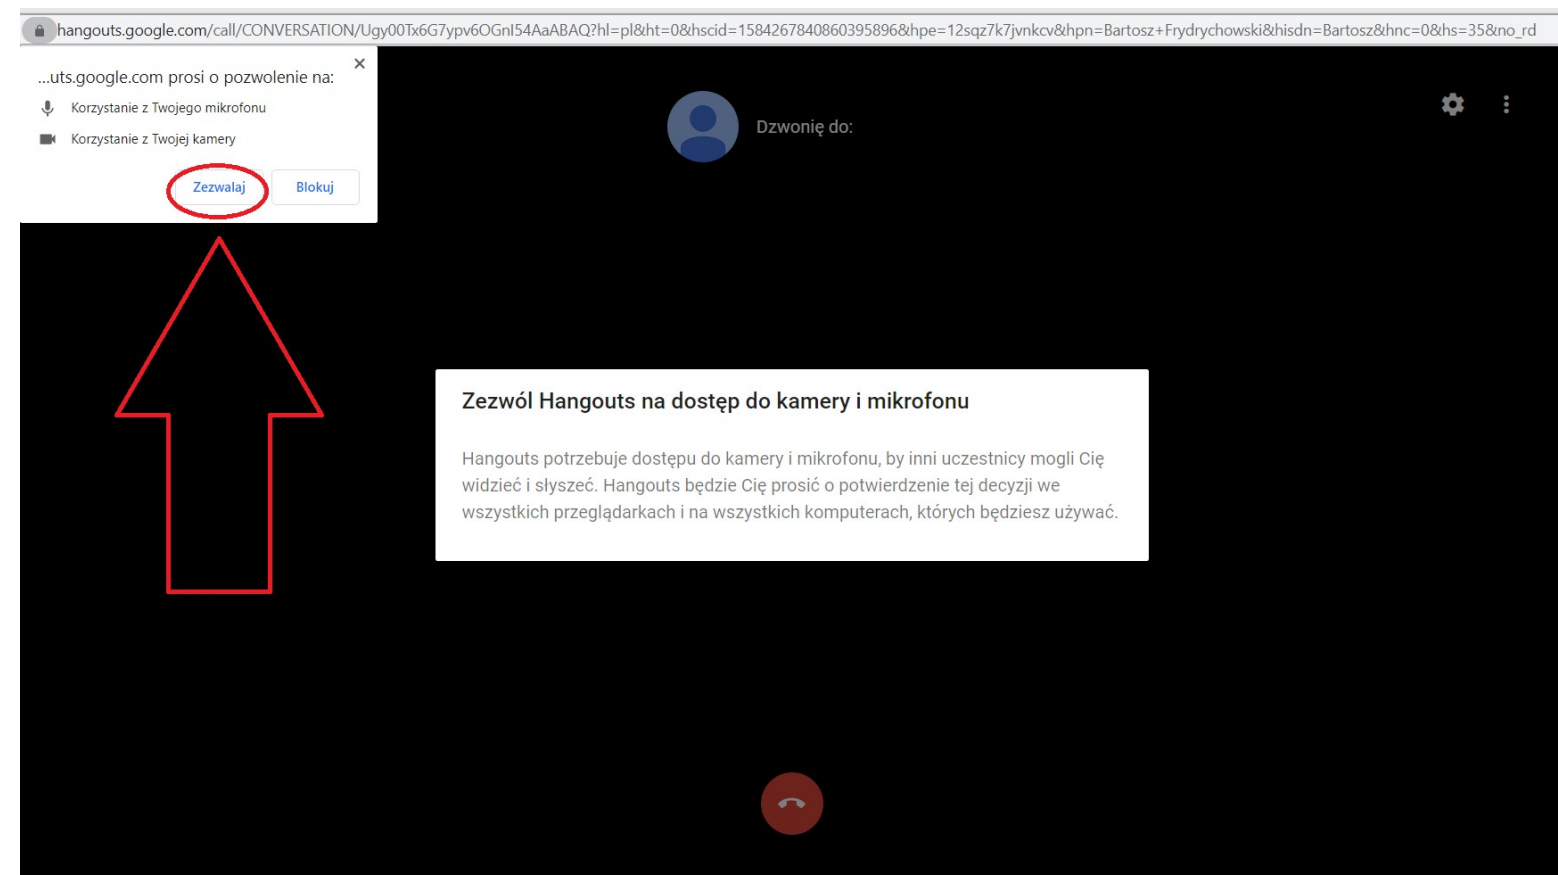 hangouts.google.com/call/CONVERSATION/Ugy00Tx6G7ypv6OGnI54AaABAQ?hl=pl&ht=0&hscid=1584267840860395896&hpe=12sqz7k7jvnkcv&hpn=Bartosz+Frydrychowski&hisdn=Bartosz&hnc=0&hs=35&no_rd
...uts.google.com prosi o pozwolenie na:
Korzystanie z Twojego mikrofonu
Korzystanie z Twojej kamery
Zezwalaj Blokuj
Dzwonię do:
Zezwól Hangouts na dostęp do kamery i mikrofonu
Hangouts potrzebuje dostępu do kamery i mikrofonu, by inni uczestnicy mogli Cię
widzieć i słyszeć. Hangouts będzie Cię prosić o potwierdzenie tej decyzji we
wszystkich przeglądarkach i na wszystkich komputerach, których będziesz używać.